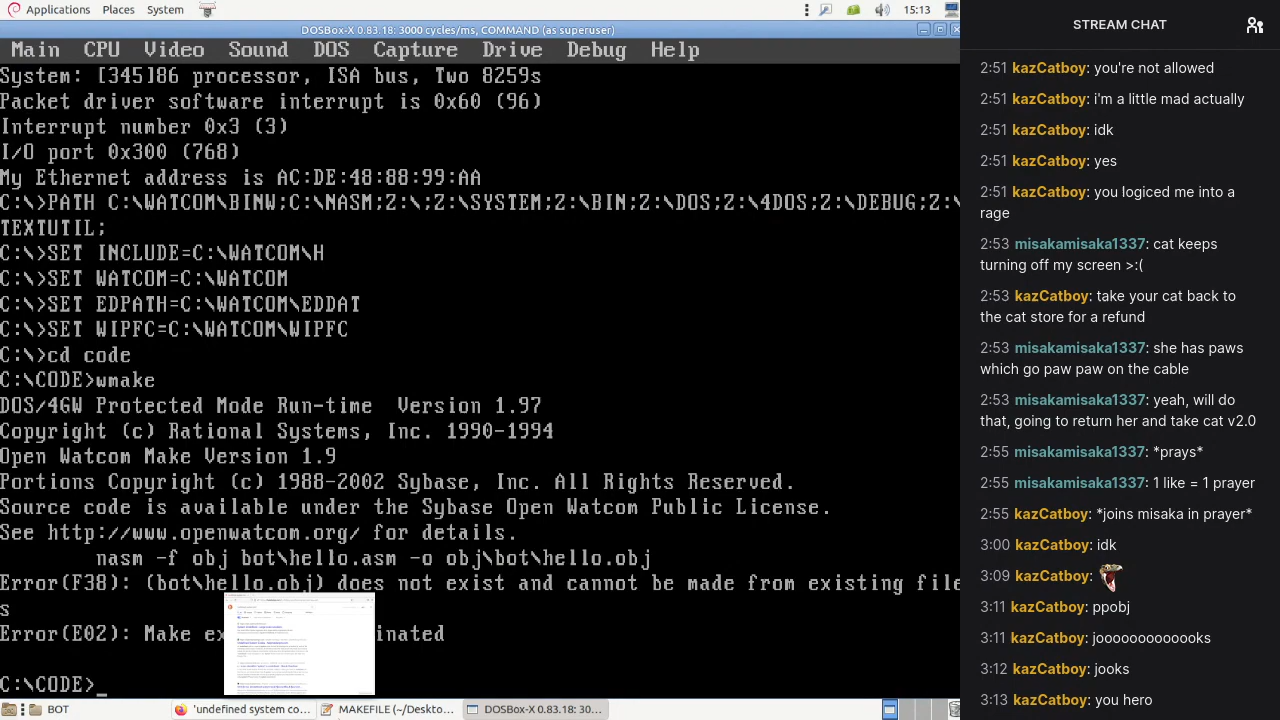 Applications Places System 15:13
DOSBox-X 0.83.18: 3000 cycles/ms, COMMAND (as superuser)
Main CPU Video Sound DOS Capture Drive Debug Help
System: [345]86 processor, ISA bus, Two 8259s
Packet driver software interrupt is 0x60 (96)
Interrupt number 0x3 (3)
I/O port 0x300 (768)
My Ethernet address is AC:DE:48:88:99:AA
C:\>PATH C:\WATCOM\BINW;C:\NASM;Z:\;Z:\SYSTEM;Z:\BIN;Z:\DOS;Z:\4DOS;Z:\DEBUG;Z:\
TEXTUTIL;
C:\>SET INCLUDE=C:\WATCOM\H
C:\>SET WATCOM=C:\WATCOM
C:\>SET EDPATH=C:\WATCOM\EDDAT
C:\>SET WIPFC=C:\WATCOM\WIPFC
C:\>cd code
C:\CODE>wmake
DOS/4GW Protected Mode Run-time Version 1.97
Copyright (c) Rational Systems, Inc. 1990-1994
Open Watcom Make Version 1.9
Portions Copyright (c) 1988-2002 Sybase, Inc. All Rights Reserved.
Source code is available under the Sybase Open Watcom Public License.
See http://www.openwatcom.org/ for details.
nasm -f obj bot\hello.asm -o obj\bot\hello.obj
Error(F38): (bot\hello.obj) does not exist and cannot be made from existing file
BOT 'undefined system co... MAKEFILE (~/Deskto... DOSBox-X 0.83.18: 30...
STREAM CHAT
2:51 kazCatboy: you're not allowed
2:51 kazCatboy: i'm a little mad actually
2:51 kazCatboy: idk
2:51 kazCatboy: yes
2:51 kazCatboy: you logiced me into a
rage
2:53 misakamisaka1337: cat keeps
turning off my screen >:(
2:53 kazCatboy: take your cat back to
the cat store for a refund
2:53 misakamisaka1337: she has paws
which go paw paw on the cable
2:53 misakamisaka1337: yeah, will do
that, going to return her and take cat v2.0
2:55 misakamisaka1337: *prays*
2:55 misakamisaka1337: 1 like = 1 prayer
2:55 kazCatboy: *joins misaka in prayer*
3:00 kazCatboy: idk
3:09 kazCatboy:
3:11 kazCatboy: popen
3:11 kazCatboy: posix
kazCatboy: nooo
3:13 kazCatboy: you nero